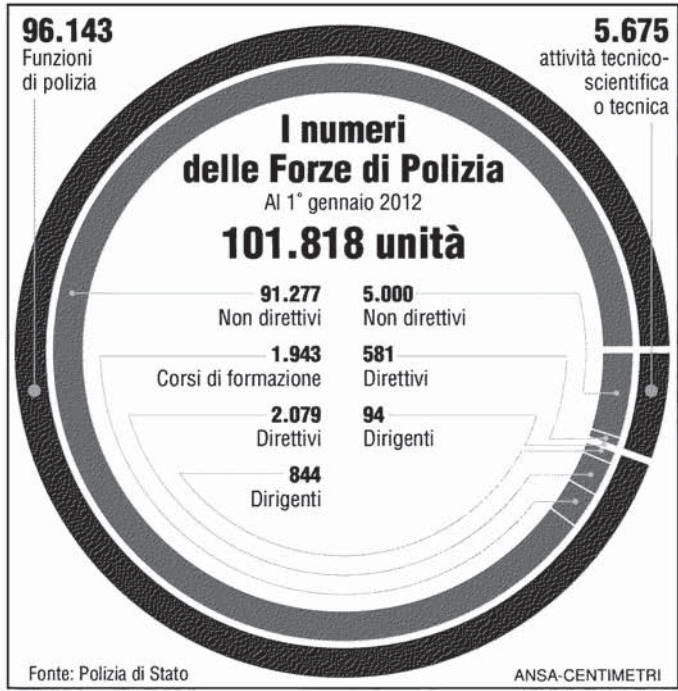 96.143
Funzioni
di polizia
5.675
attività tecnico-
scientifica
o tecnica
I numeri
delle Forze di Polizia
Al 1° gennaio 2012
101.818 unità
91.277
Non direttivi
1.943
Corsi di formazione
2.079
Direttivi
844
Dirigenti
5.000
Non direttivi
581
Direttivi
94
Dirigenti
Fonte: Polizia di Stato
ANSA-CENTIMETRI